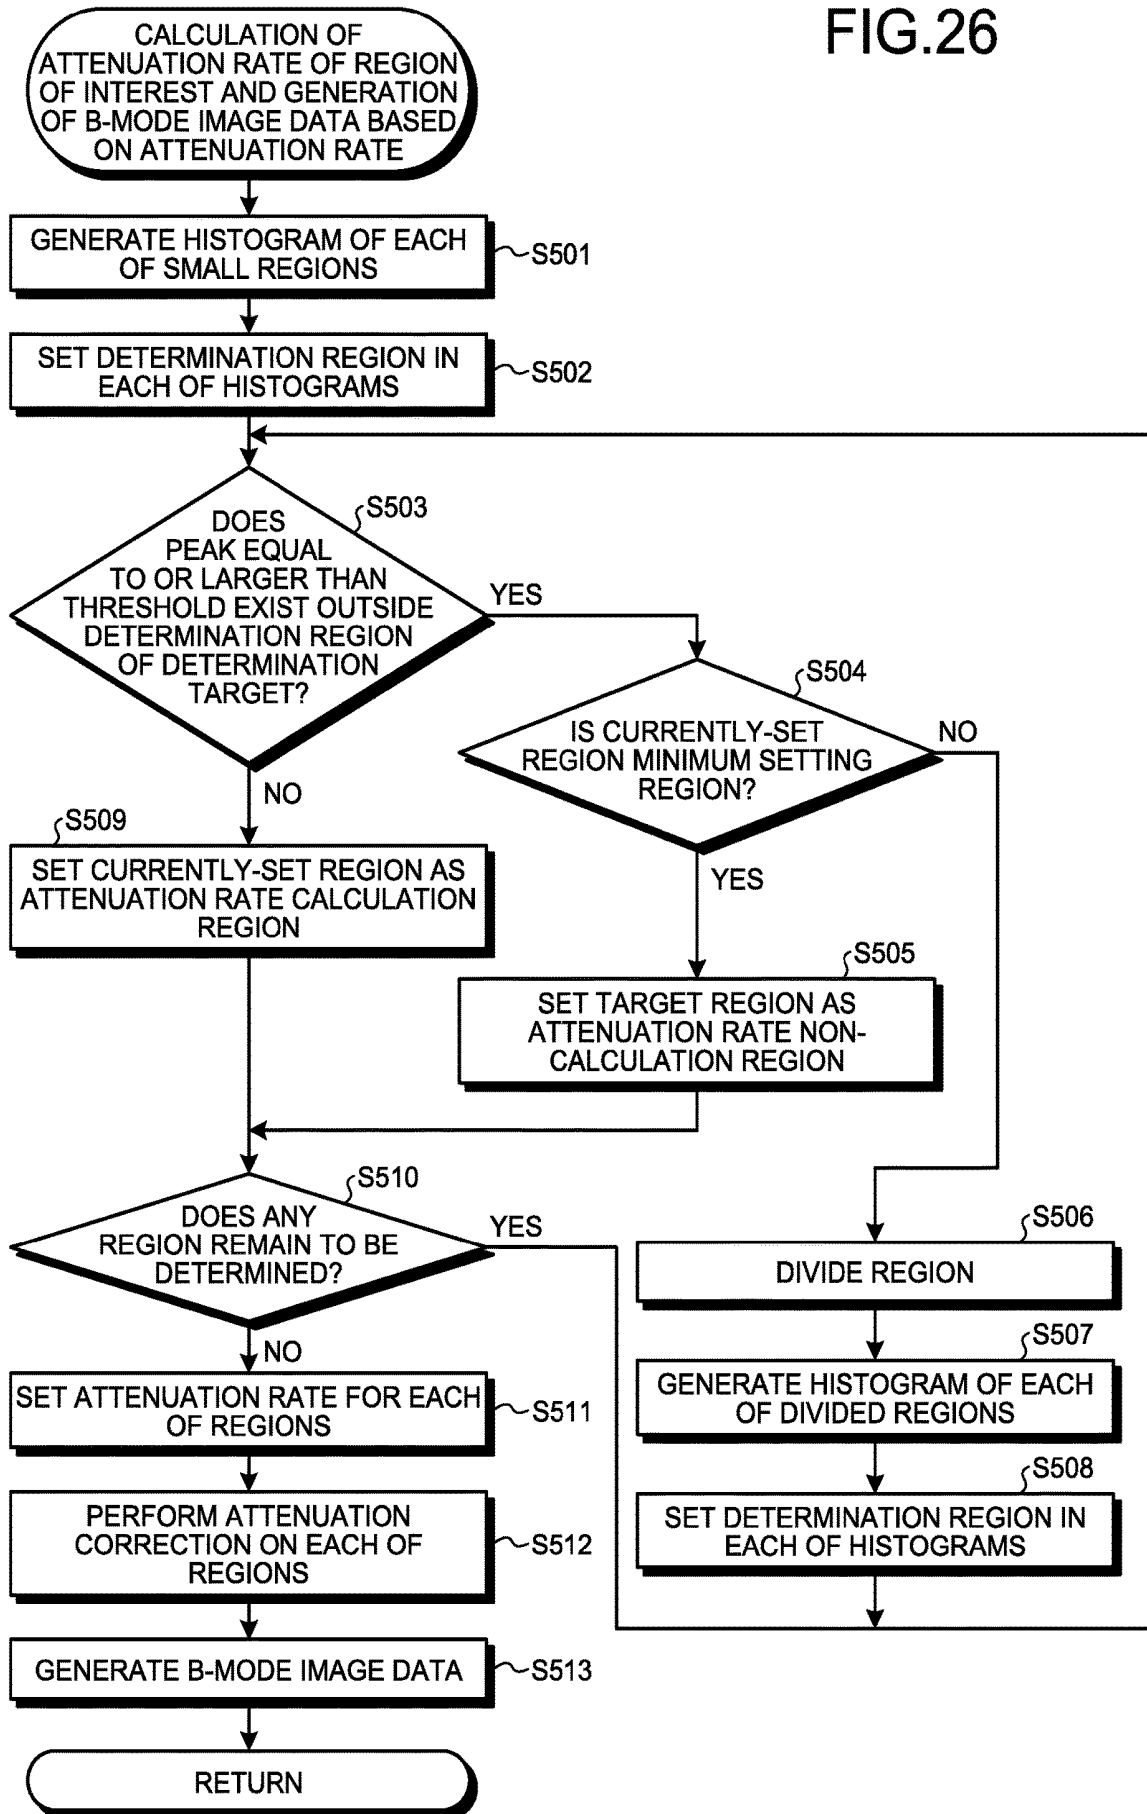 FIG.26
CALCULATION OF
ATTENUATION RATE OF REGION
OF INTEREST AND GENERATION
OF B-MODE IMAGE DATA BASED
ON ATTENUATION RATE
GENERATE HISTOGRAM OF EACH
OF SMALL REGIONS
S501
SET DETERMINATION REGION IN
EACH OF HISTOGRAMS
S502
S503
DOES
PEAK EQUAL
TO OR LARGER THAN
THRESHOLD EXIST OUTSIDE
DETERMINATION REGION
OF DETERMINATION
TARGET?
YES
NO
S504
IS CURRENTLY-SET
REGION MINIMUM SETTING
REGION?
NO
YES
S509
SET CURRENTLY-SET REGION AS
ATTENUATION RATE CALCULATION
REGION
S505
SET TARGET REGION AS
ATTENUATION RATE NON-
CALCULATION REGION
S510
DOES ANY
REGION REMAIN TO BE
DETERMINED?
YES
NO
S506
DIVIDE REGION
S507
GENERATE HISTOGRAM OF EACH
OF DIVIDED REGIONS
S508
SET DETERMINATION REGION IN
EACH OF HISTOGRAMS
SET ATTENUATION RATE FOR EACH
OF REGIONS
S511
PERFORM ATTENUATION
CORRECTION ON EACH OF
REGIONS
S512
GENERATE B-MODE IMAGE DATA
S513
RETURN